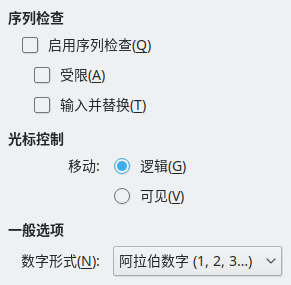 序列检查
启用序列检查(Q)
受限(A)
输入并替换(T)
光标控制
移动: 逻辑(G)
可见(V)
一般选项
数字形式(N): 阿拉伯数字 (1, 2, 3...)